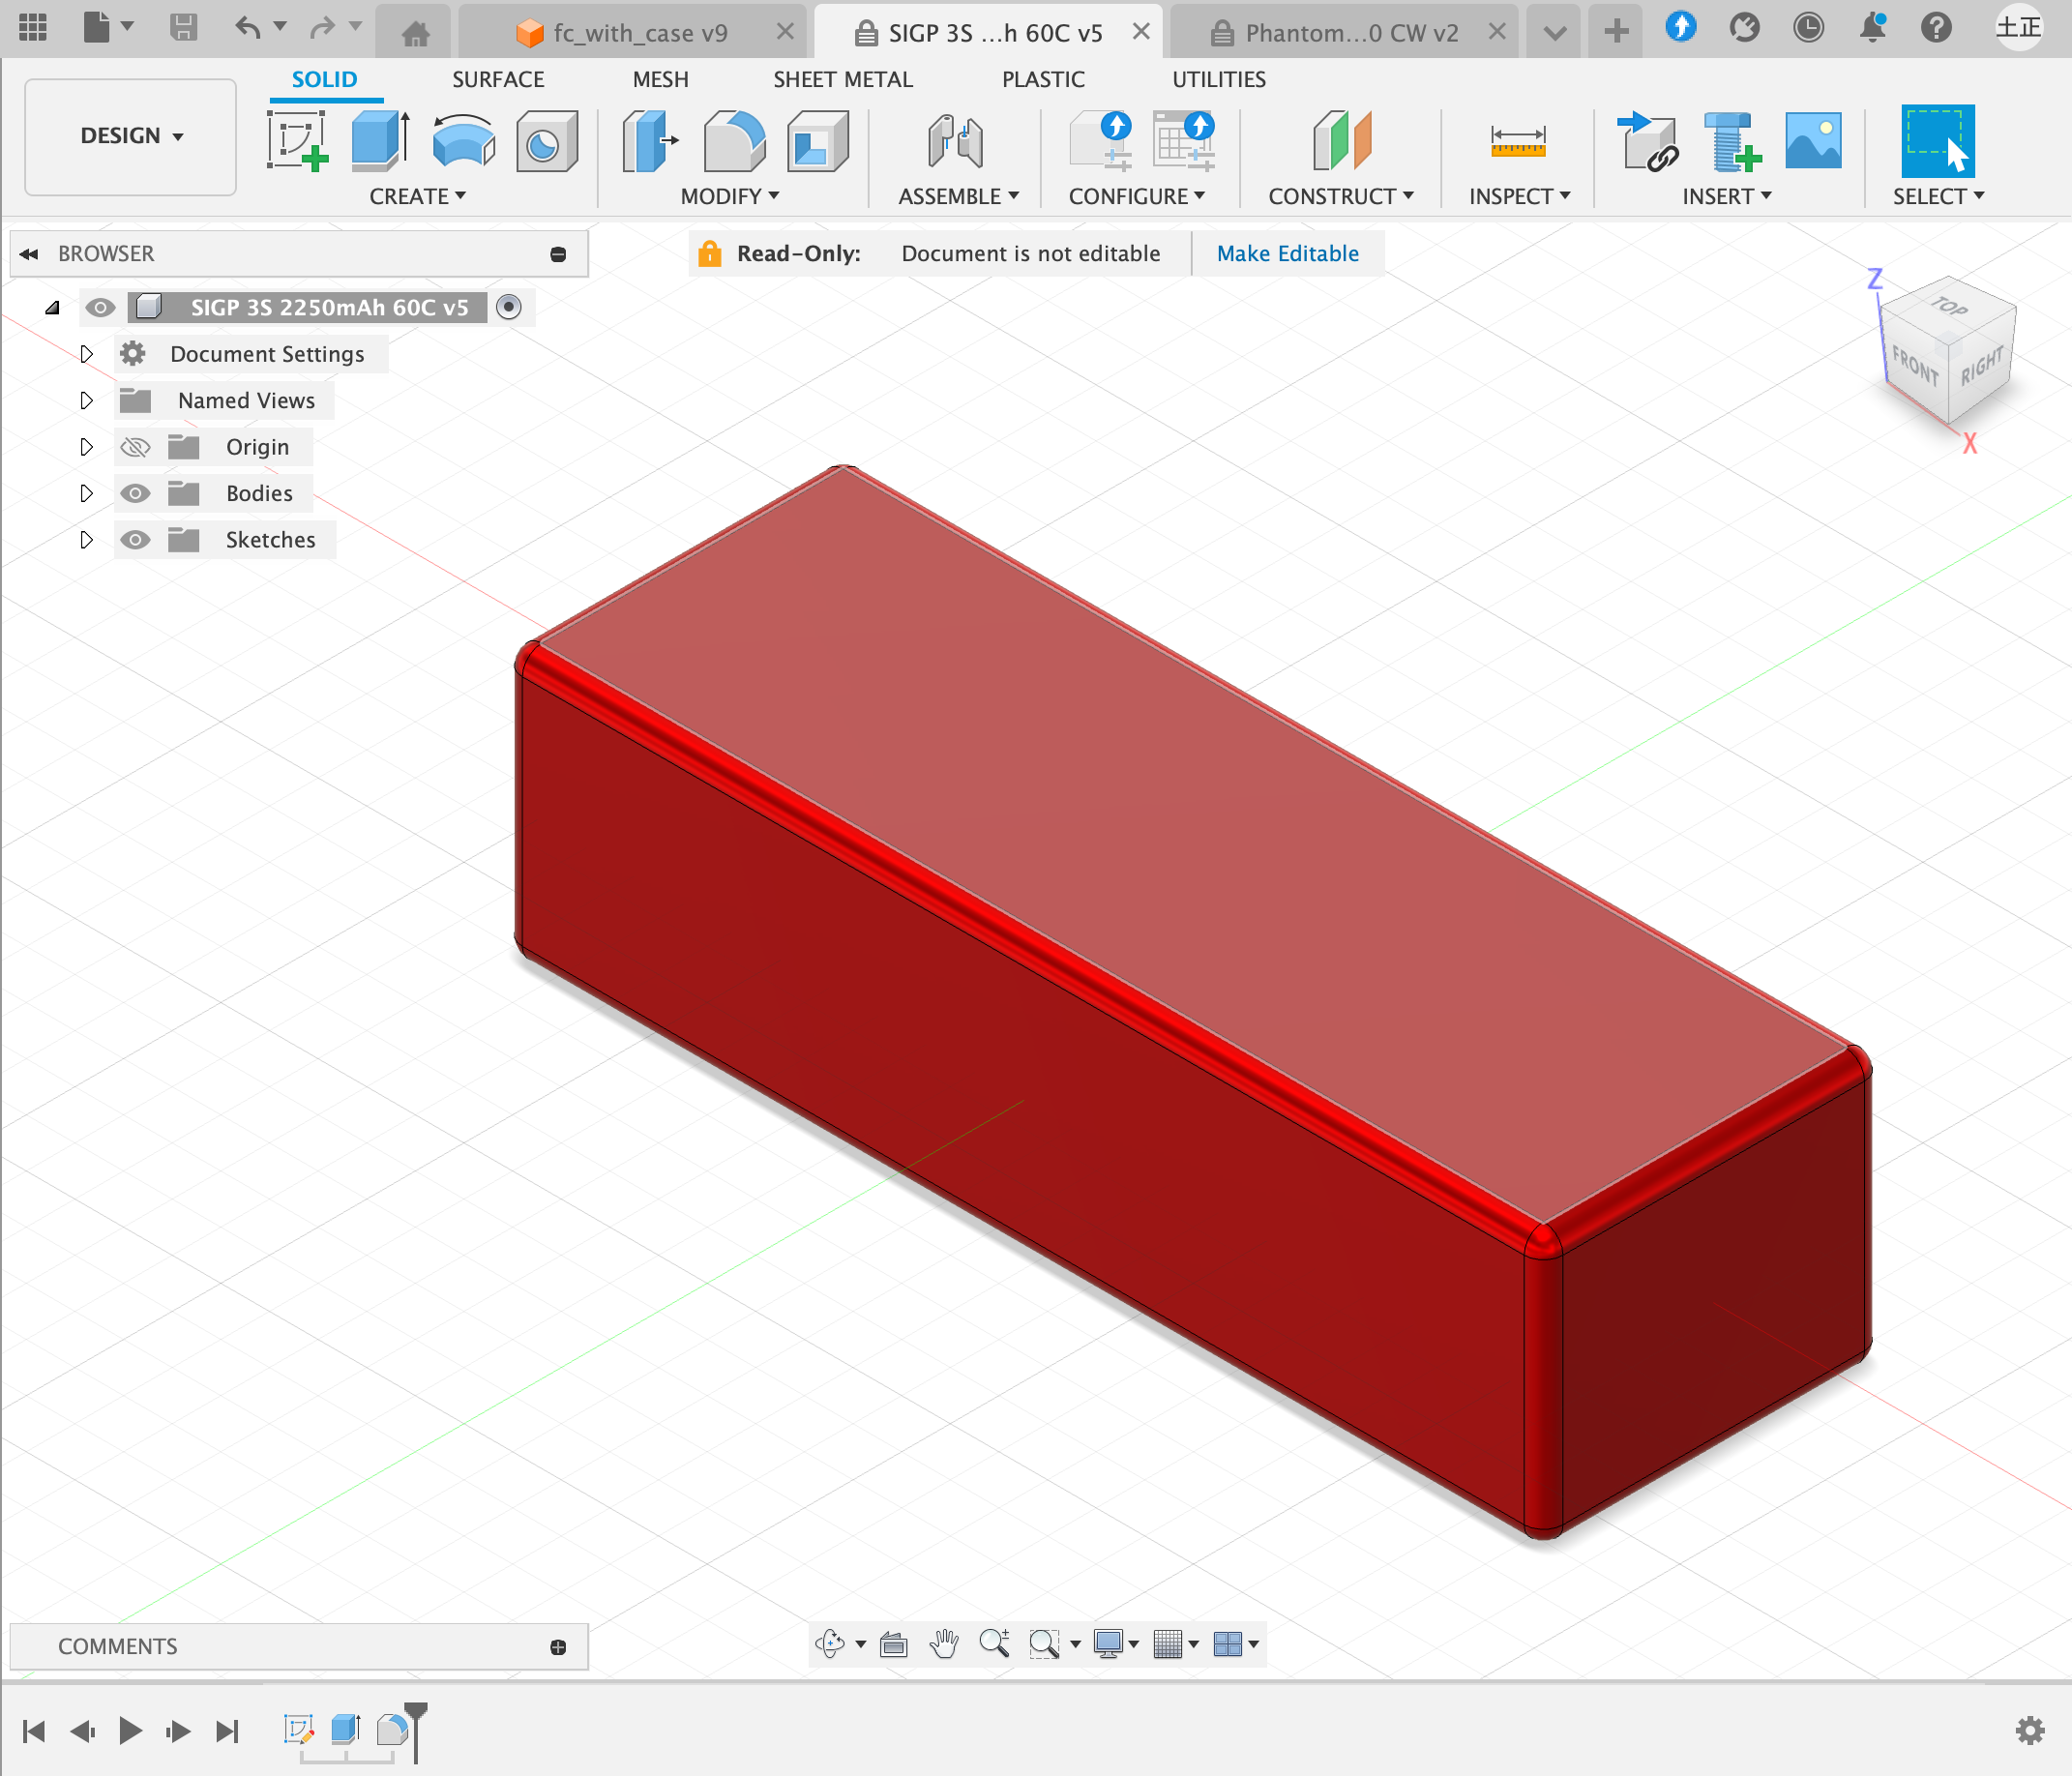 fc_with_case v9
SIGP 3S ...h 60C v5
Phantom...0 CW v2
土正
DESIGN
SOLID
SURFACE
MESH
SHEET METAL
PLASTIC
UTILITIES
CREATE
MODIFY
ASSEMBLE
CONFIGURE
CONSTRUCT
INSPECT
INSERT
SELECT
BROWSER
Read-Only: Document is not editable
Make Editable
SIGP 3S 2250mAh 60C v5
Document Settings
Named Views
Origin
Bodies
Sketches
Z
TOP
FRONT
RIGHT
X
COMMENTS